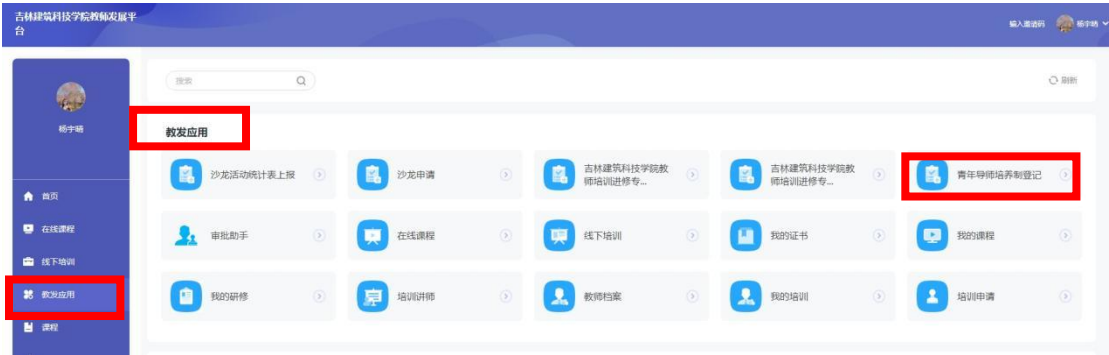 吉林建筑科技学院教师发展平
台
输入邀请码
杨宇晴
搜索
刷新
杨宇晴
首页
在线课程
线下培训
教发应用
课程
教发应用
沙龙活动统计表上报
沙龙申请
吉林建筑科技学院教
师培训进修专...
吉林建筑科技学院教
师培训进修专...
青年导师培养制登记
审批助手
在线课程
线下培训
我的证书
我的课程
我的研修
培训讲师
教师档案
我的培训
培训申请